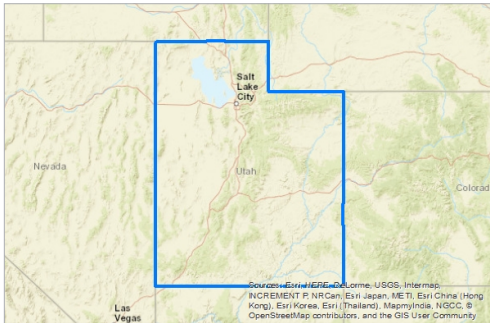 Salt
Lake
City
Nevada
Utah
Colorad
Las
Vegas
Sources: Esri, HERE, DeLorme, USGS, Intermap,
INCREMENT P, NRCan, Esri Japan, METI, Esri China (Hong
Kong), Esri Korea, Esri (Thailand), MapmyIndia, NGCC, ©
OpenStreetMap contributors, and the GIS User Community